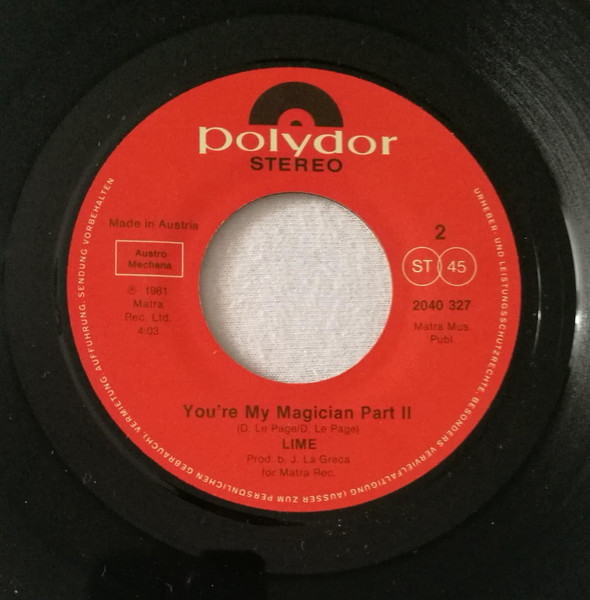 polydor
STEREO
Made in Austria
Austro
Mechana
℗ 1981
Matra
Rec. Ltd.
4:03
2
ST 45
2040 327
Matra Mus.
Publ.
You're My Magician Part II
(D. Le Page/D. Le Page)
LIME
Prod. b. J. La Greca
for Matra Rec.
URHEBER- UND LEISTUNGSSCHUTZRECHTE, BESONDERS VERVIELFÄLTIGUNG (AUSSER ZUM PERSÖNLICHEN GEBRAUCH), VERMIETUNG, AUFFÜHRUNG, SENDUNG VORBEHALTEN